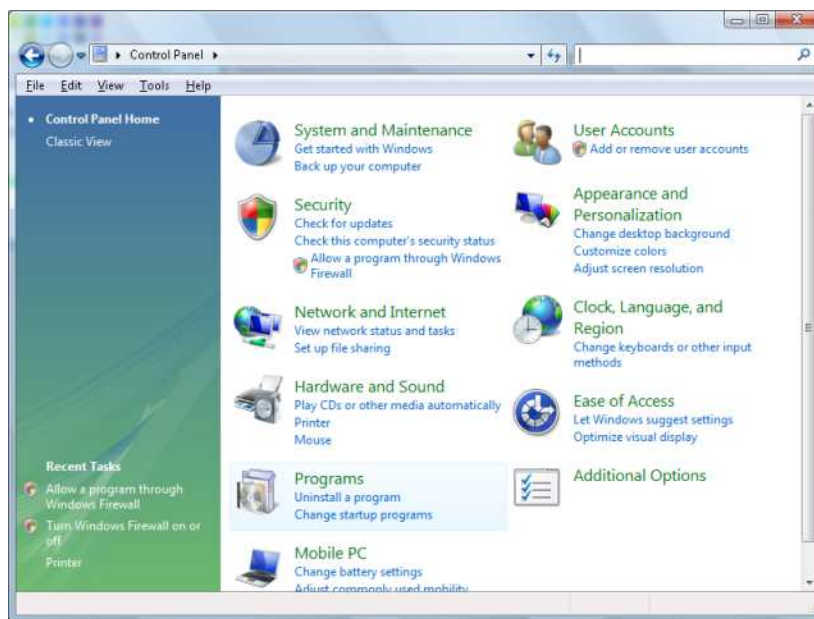 Control Panel
File Edit View Tools Help
Control Panel Home
Classic View
System and Maintenance
Get started with Windows
Back up your computer
Security
Check for updates
Check this computer's security status
Allow a program through Windows
Firewall
Network and Internet
View network status and tasks
Set up file sharing
Hardware and Sound
Play CDs or other media automatically
Printer
Mouse
Programs
Uninstall a program
Change startup programs
Mobile PC
Change battery settings
Adjust commonly used mobility
User Accounts
Add or remove user accounts
Appearance and
Personalization
Change desktop background
Customize colors
Adjust screen resolution
Clock, Language, and
Region
Change keyboards or other input
methods
Ease of Access
Let Windows suggest settings
Optimize visual display
Additional Options
Recent Tasks
Allow a program through
Windows Firewall
Turn Windows Firewall on or
off
Printer